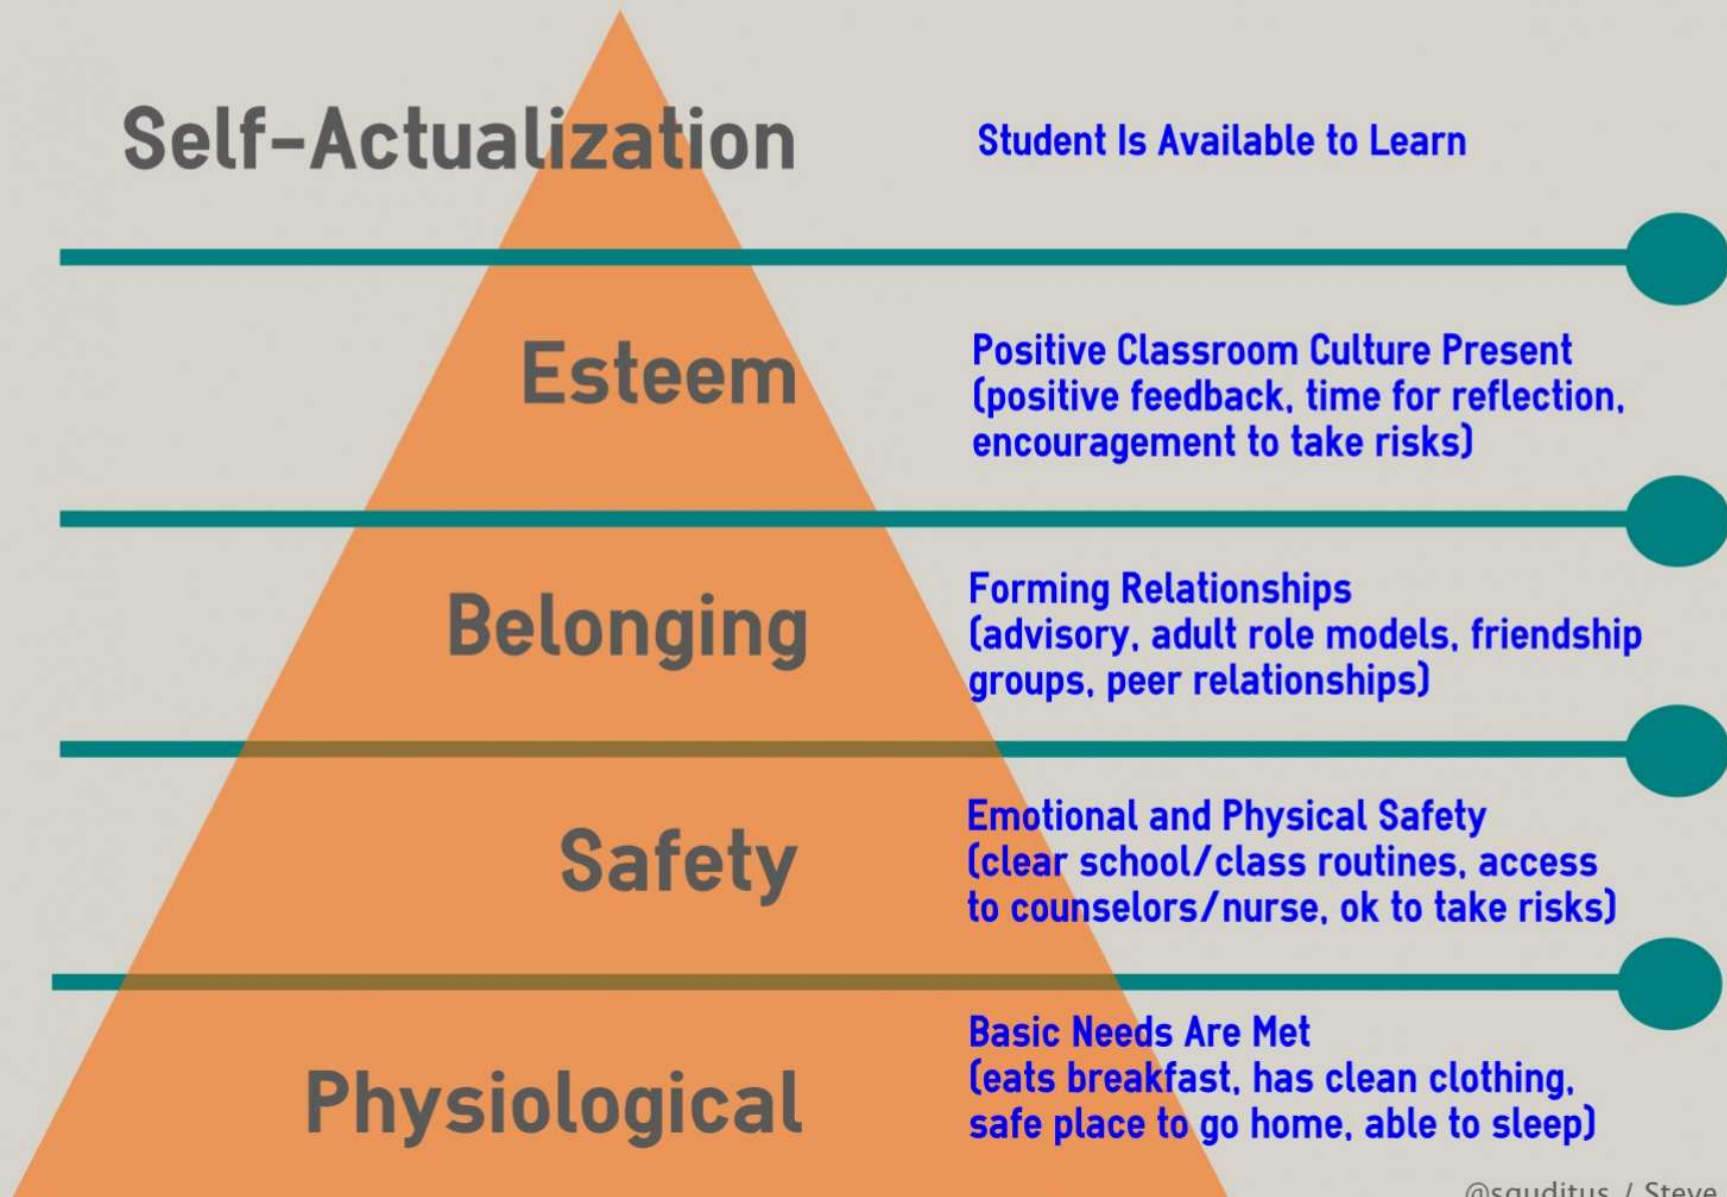 Self-Actualization
Student Is Available to Learn
Esteem
Positive Classroom Culture Present
(positive feedback, time for reflection,
encouragement to take risks)
Belonging
Forming Relationships
(advisory, adult role models, friendship
groups, peer relationships)
Safety
Emotional and Physical Safety
(clear school/class routines, access
to counselors/nurse, ok to take risks)
Physiological
Basic Needs Are Met
(eats breakfast, has clean clothing,
safe place to go home, able to sleep)
@sguditus / Steve